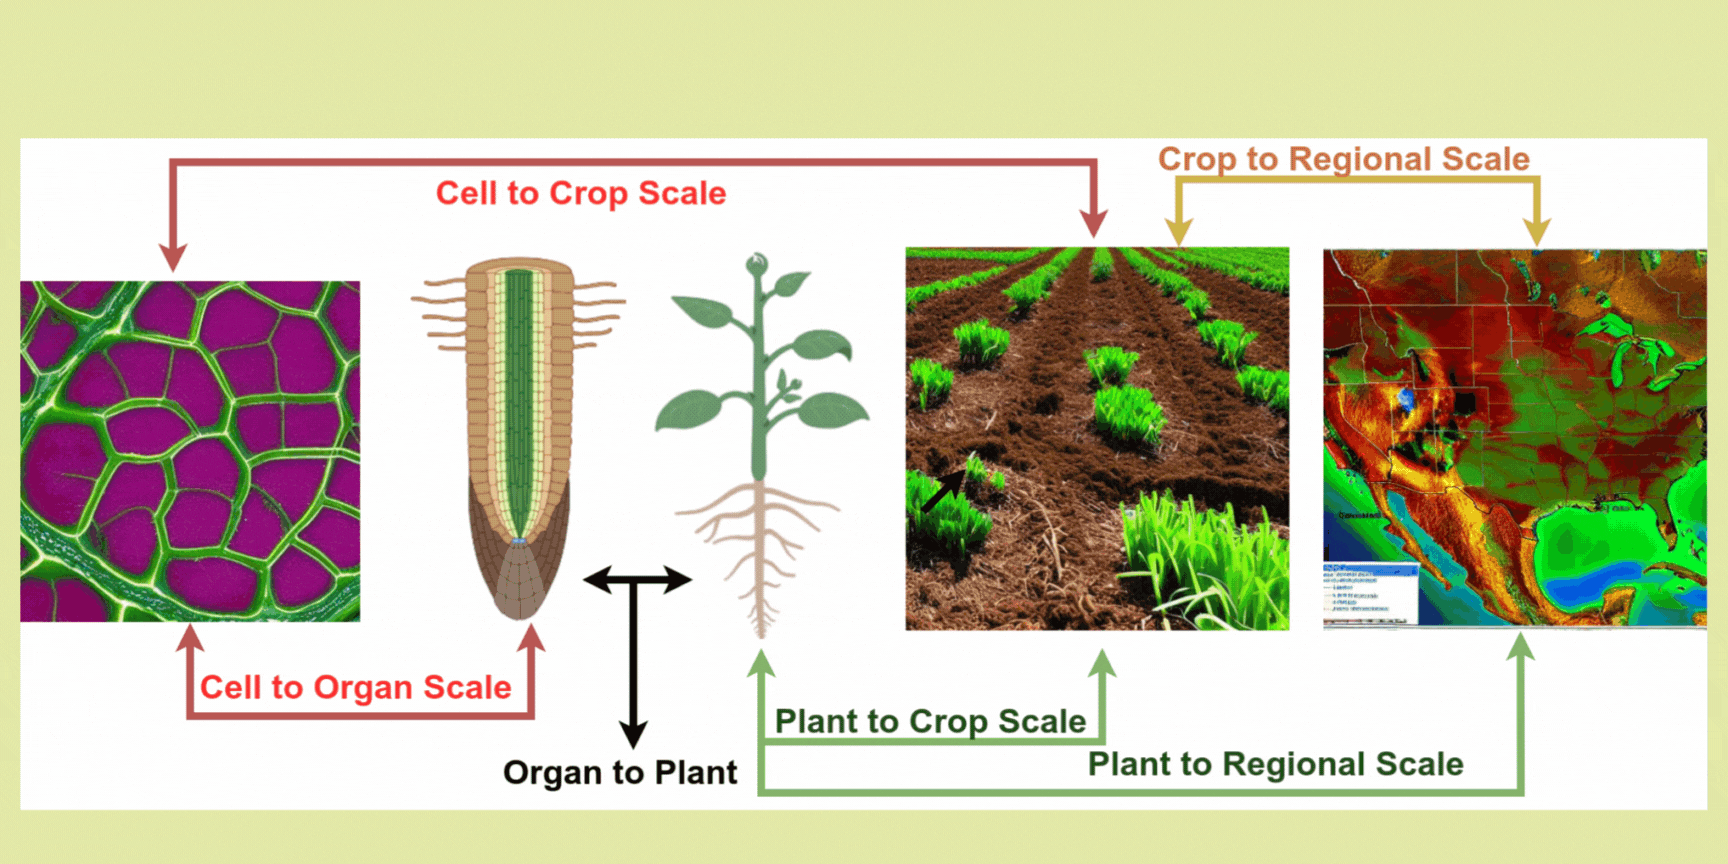 Crop to Regional Scale
Cell to Crop Scale
Cell to Organ Scale
Plant to Crop Scale
Plant to Regional Scale
Organ to Plant